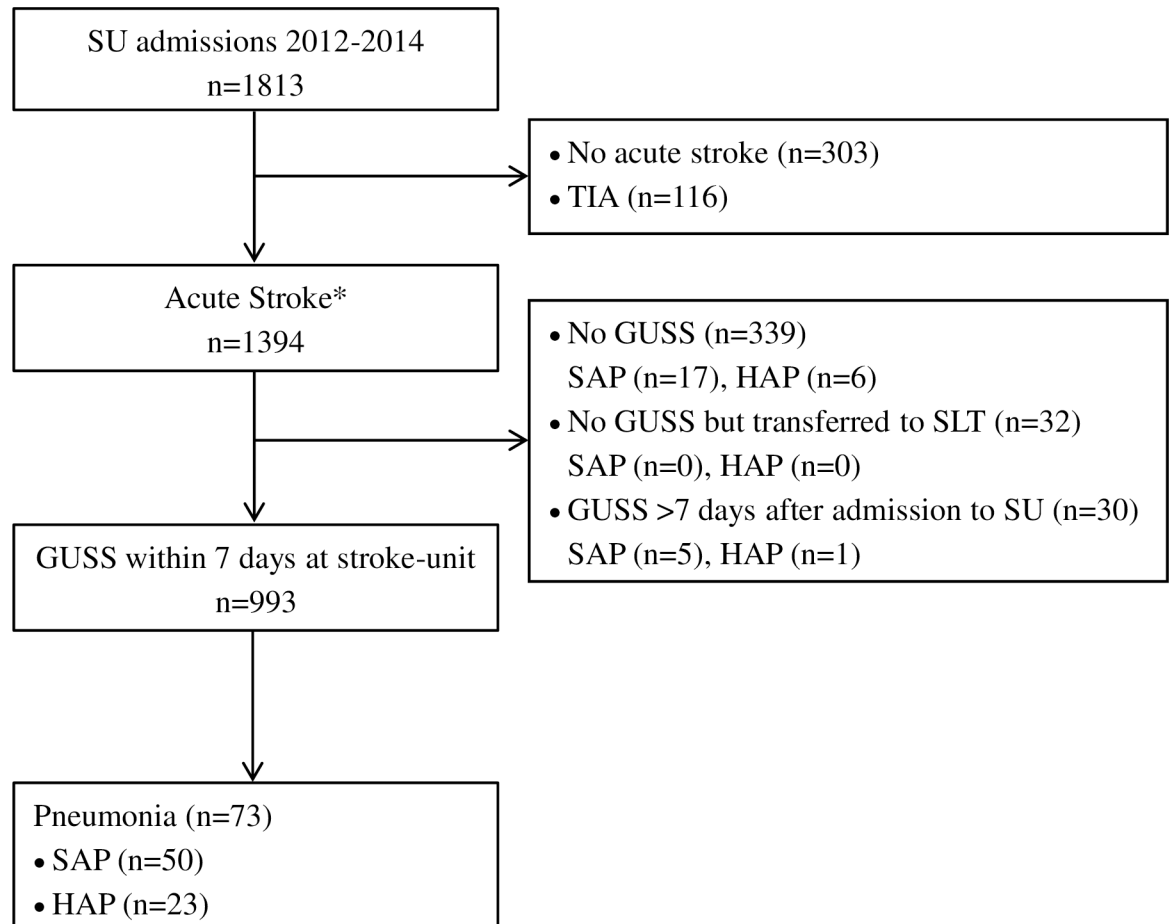 SU admissions 2012-2014
n=1813
• No acute stroke (n=303)
• TIA (n=116)
Acute Stroke*
n=1394
• No GUSS (n=339)
SAP (n=17), HAP (n=6)
• No GUSS but transferred to SLT (n=32)
SAP (n=0), HAP (n=0)
• GUSS >7 days after admission to SU (n=30)
SAP (n=5), HAP (n=1)
GUSS within 7 days at stroke-unit
n=993
Pneumonia (n=73)
• SAP (n=50)
• HAP (n=23)